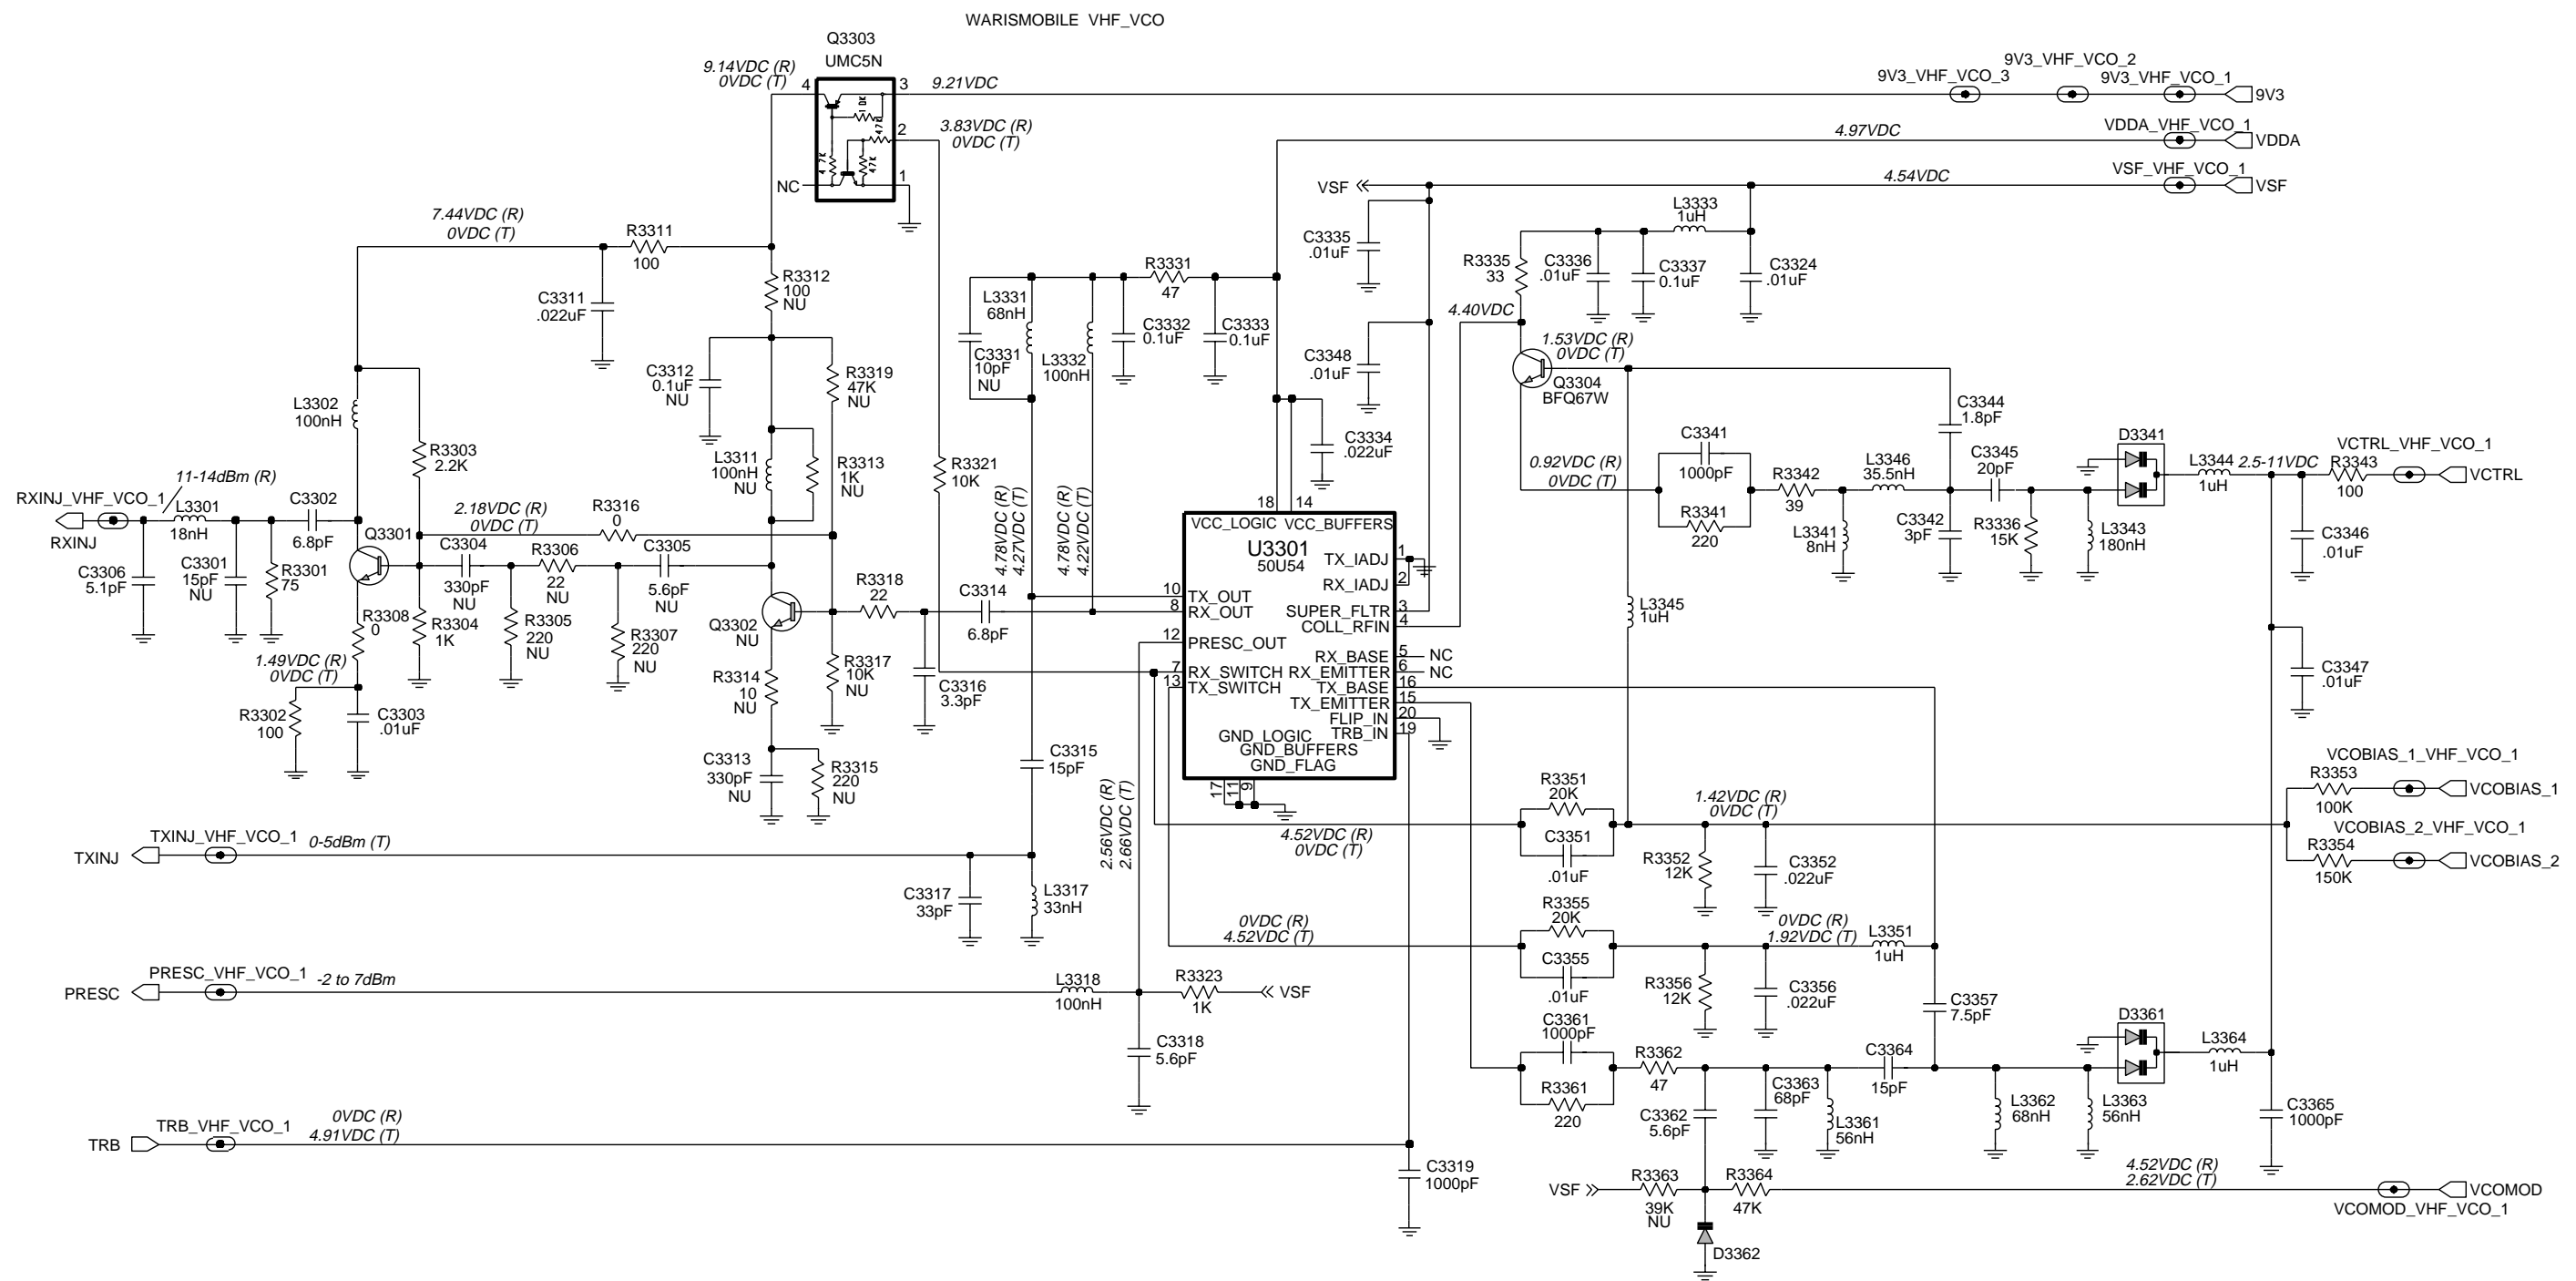 WARISMOBILE VHF_VCO
Q3303
UMC5N
9.14VDC (R)
0VDC (T)
4
3
9.21VDC
10K
47K
2
3.83VDC (R)
0VDC (T)
4.7K
47K
NC
1
9V3_VHF_VCO_3
9V3_VHF_VCO_2
9V3_VHF_VCO_1
9V3
4.97VDC
VDDA_VHF_VCO_1
VDDA
VSF
4.54VDC
VSF_VHF_VCO_1
VSF
7.44VDC (R)
0VDC (T)
R3311
100
C3311
.022uF
R3312
100
NU
C3312
0.1uF
NU
R3319
47K
NU
L3311
100nH
NU
R3313
1K
NU
L3302
100nH
R3303
2.2K
11-14dBm (R)
RXINJ_VHF_VCO_1
RXINJ
L3301
18nH
C3302
6.8pF
C3306
5.1pF
C3301
15pF
NU
R3301
75
Q3301
2.18VDC (R)
0VDC (T)
R3316
0
C3304
330pF
NU
R3306
22
NU
C3305
5.6pF
NU
R3308
0
R3304
1K
R3305
220
NU
R3307
220
NU
1.49VDC (R)
0VDC (T)
R3302
100
C3303
.01uF
Q3302
NU
R3318
22
C3314
6.8pF
R3314
10
NU
R3317
10K
NU
C3316
3.3pF
C3313
330pF
NU
R3315
220
NU
R3321
10K
L3331
68nH
C3331
10pF
NU
L3332
100nH
C3332
0.1uF
R3331
47
C3333
0.1uF
4.78VDC (R)
4.27VDC (T)
4.78VDC (R)
4.22VDC (T)
C3335
.01uF
C3348
.01uF
C3334
.022uF
R3335
33
C3336
.01uF
C3337
0.1uF
L3333
1uH
C3324
.01uF
4.40VDC
1.53VDC (R)
0VDC (T)
Q3304
BFQ67W
0.92VDC (R)
0VDC (T)
C3341
1000pF
R3341
220
R3342
39
L3341
8nH
L3346
35.5nH
C3344
1.8pF
C3345
20pF
C3342
3pF
R3336
15K
L3343
180nH
D3341
L3344
1uH
2.5-11VDC
R3343
100
VCTRL_VHF_VCO_1
VCTRL
C3346
.01uF
C3347
.01uF
L3345
1uH
18
14
VCC_LOGIC
VCC_BUFFERS
U3301
50U54
TX_IADJ
1
RX_IADJ
2
10
TX_OUT
8
RX_OUT
SUPER_FLTR
3
COLL_RFIN
4
12
PRESC_OUT
RX_BASE
5
NC
7
RX_SWITCH
RX_EMITTER
6
NC
13
TX_SWITCH
TX_BASE
16
TX_EMITTER
15
FLIP_IN
20
TRB_IN
19
GND_LOGIC
GND_BUFFERS
GND_FLAG
17
11
9
C3315
15pF
2.56VDC (R)
2.66VDC (T)
4.52VDC (R)
0VDC (T)
R3351
20K
C3351
.01uF
1.42VDC (R)
0VDC (T)
R3352
12K
C3352
.022uF
VCOBIAS_1_VHF_VCO_1
R3353
100K
VCOBIAS_1
VCOBIAS_2_VHF_VCO_1
R3354
150K
VCOBIAS_2
TXINJ_VHF_VCO_1
0-5dBm (T)
TXINJ
C3317
33pF
L3317
33nH
0VDC (R)
4.52VDC (T)
R3355
20K
C3355
.01uF
0VDC (R)
1.92VDC (T)
L3351
1uH
R3356
12K
C3356
.022uF
PRESC_VHF_VCO_1
-2 to 7dBm
PRESC
L3318
100nH
R3323
1K
VSF
C3318
5.6pF
C3361
1000pF
R3361
220
R3362
47
C3362
5.6pF
C3363
68pF
L3361
56nH
C3364
15pF
C3357
7.5pF
L3362
68nH
L3363
56nH
D3361
L3364
1uH
C3365
1000pF
TRB_VHF_VCO_1
0VDC (R)
4.91VDC (T)
TRB
C3319
1000pF
VSF
R3363
39K
NU
R3364
47K
D3362
4.52VDC (R)
2.62VDC (T)
VCOMOD
VCOMOD_VHF_VCO_1